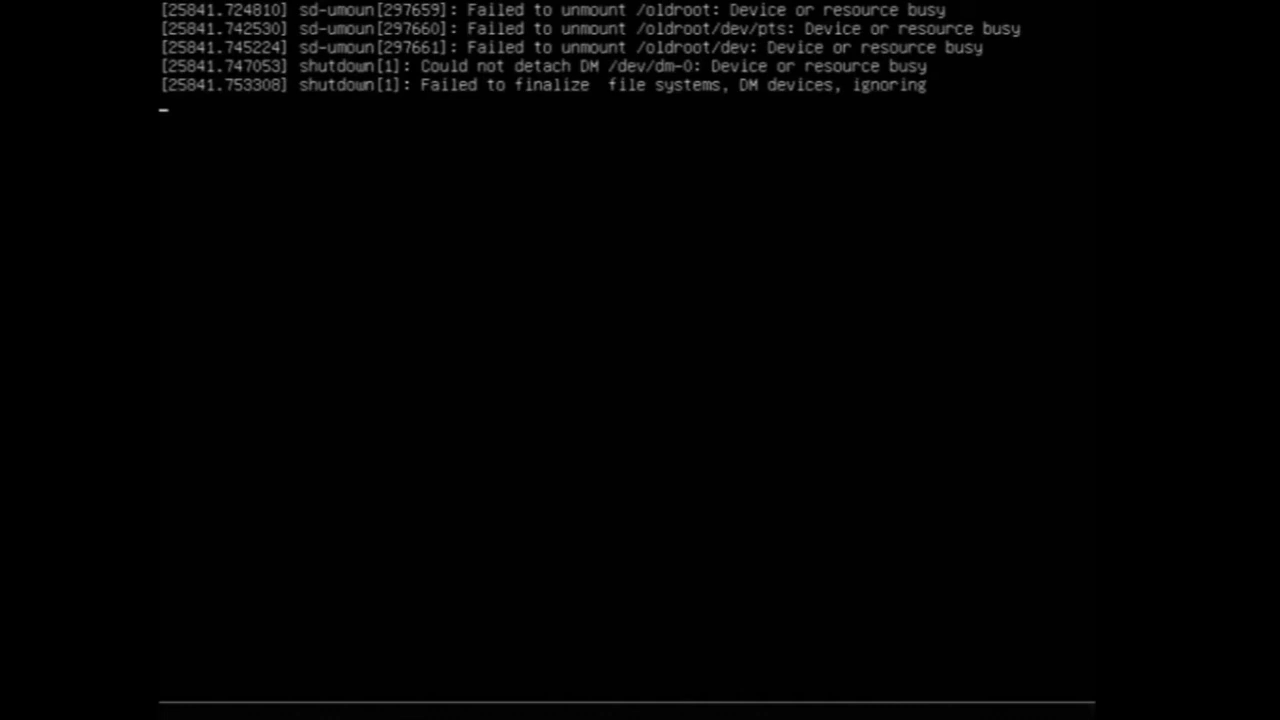 [25841.724810] sd-umoun[297659]: Failed to unmount /oldroot: Device or resource busy
[25841.742530] sd-umoun[297660]: Failed to unmount /oldroot/dev/pts: Device or resource busy
[25841.745224] sd-umoun[297661]: Failed to unmount /oldroot/dev: Device or resource busy
[25841.747053] shutdown[1]: Could not detach DM /dev/dm-0: Device or resource busy
[25841.753308] shutdown[1]: Failed to finalize  file systems, DM devices, ignoring